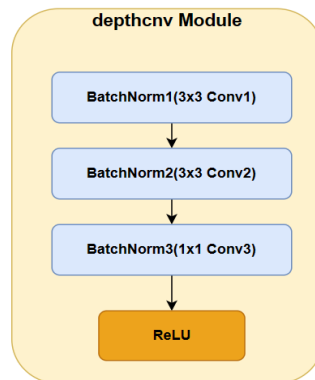 depthcnv Module
BatchNorm1(3x3 Conv1)
BatchNorm2(3x3 Conv2)
BatchNorm3(1x1 Conv3)
ReLU